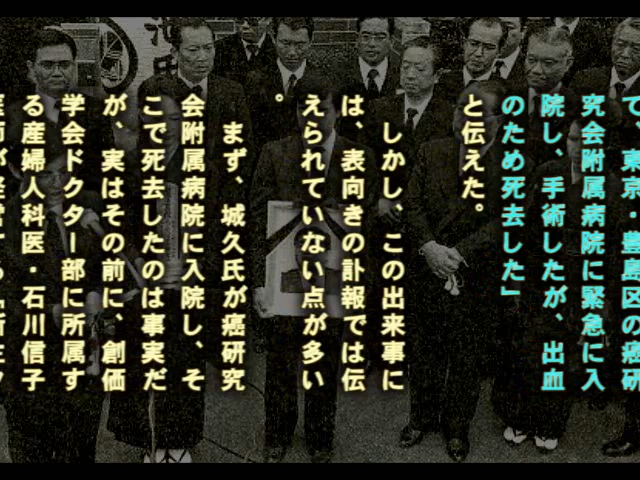 で、東京・豊島区の癌研
究会附属病院に緊急に入
院し、手術したが、出血
のため死去した」
と伝えた。
しかし、この出来事に
は、表向きの訃報では伝
えられていない点が多い
。
まず、城久氏が癌研究
会附属病院に入院し、そ
こで死去したのは事実だ
が、実はその前に、創価
学会ドクター部に所属す
る産婦人科医・石川信子
池